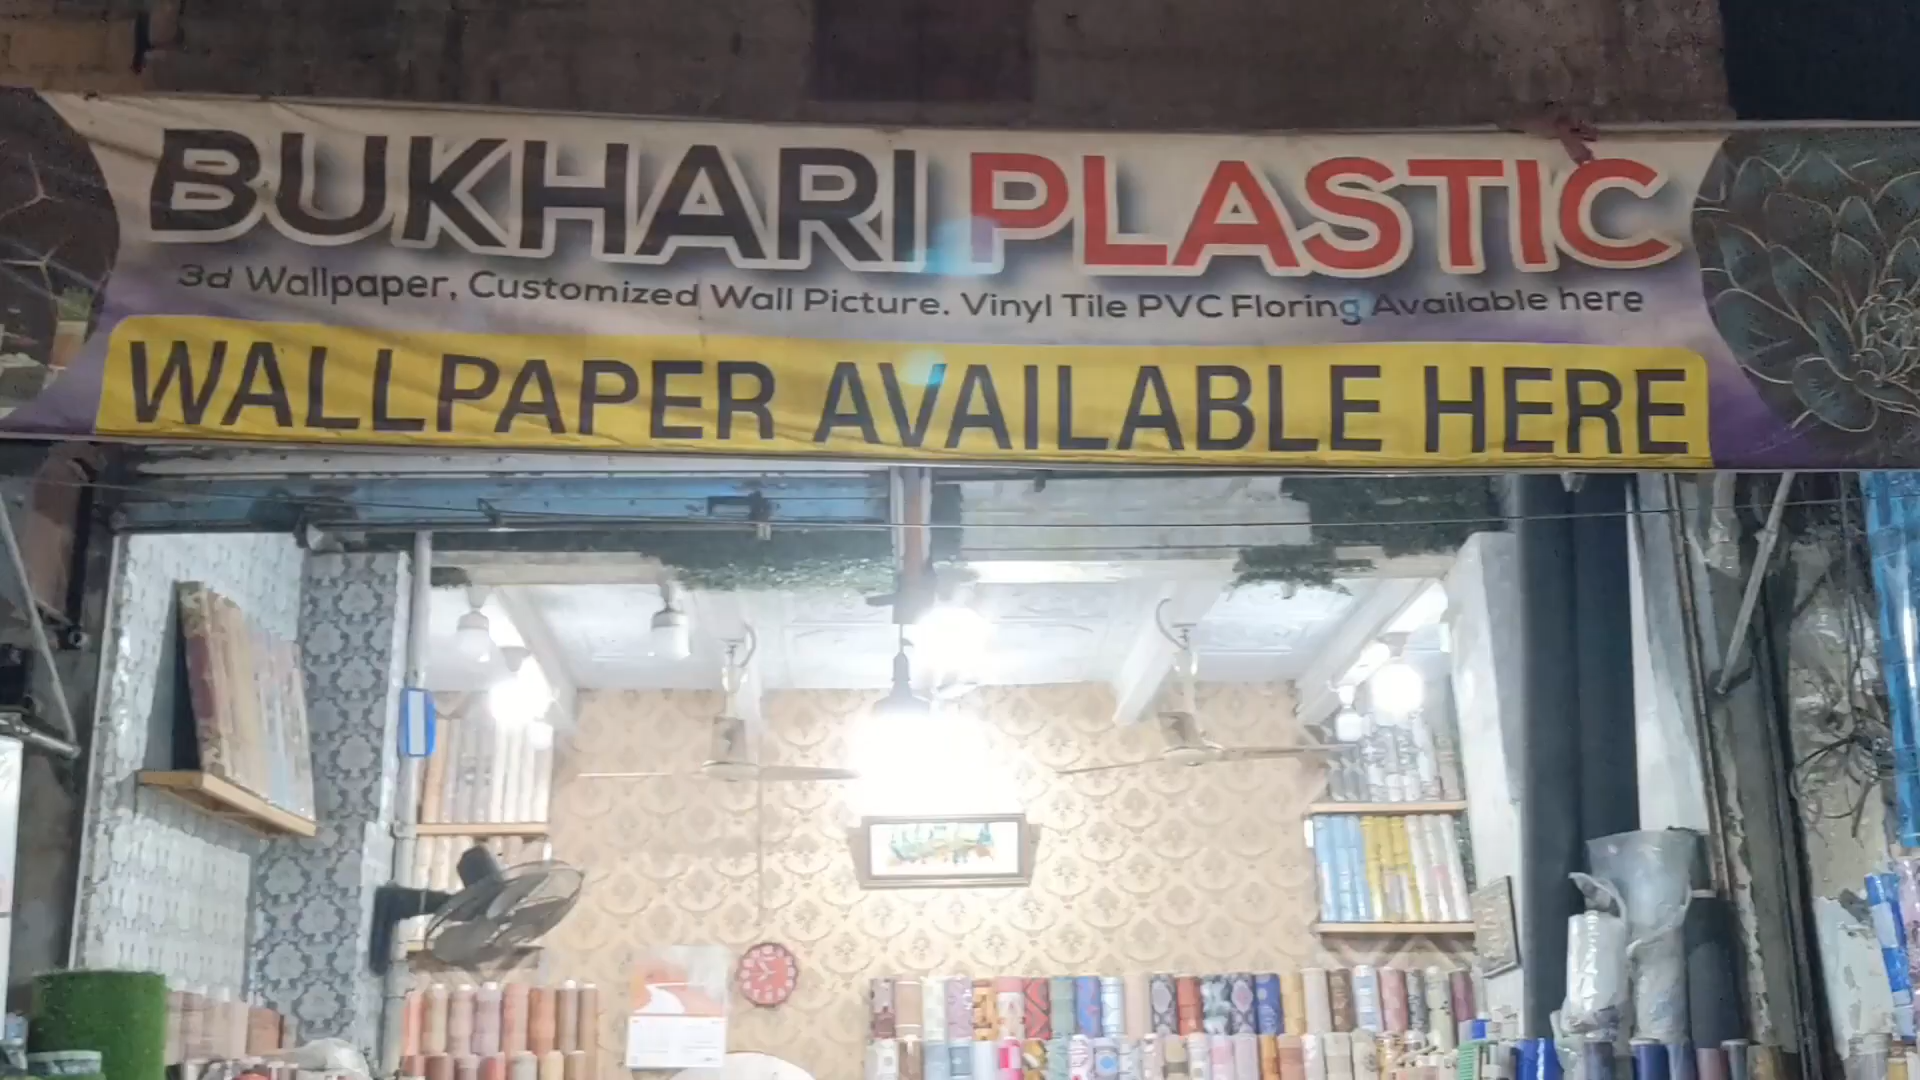 BUKHARI PLASTIC
3d Wallpaper, Customized Wall Picture. Vinyl Tile PVC Floring Available here
WALLPAPER AVAILABLE HERE